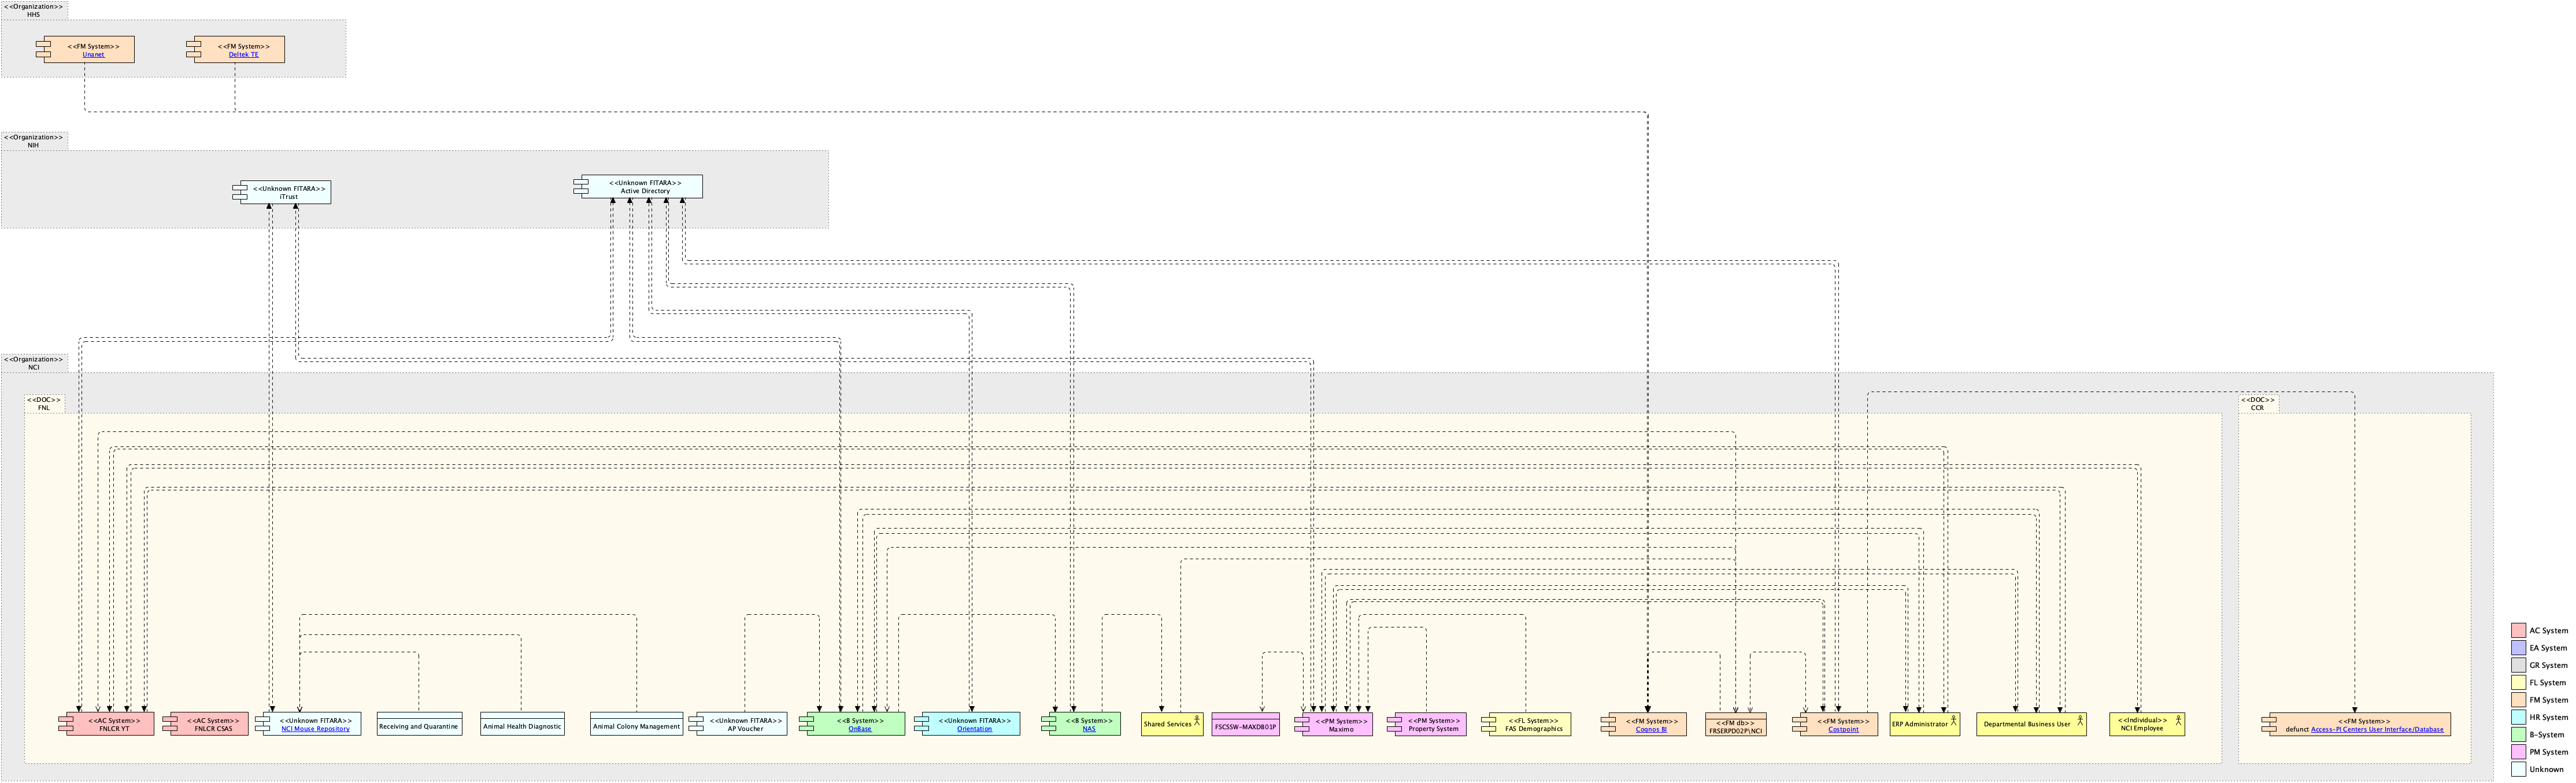 <<Organization>>
HHS
<<FM System>>
Unanet
<<FM System>>
Deltek TE
<<Organization>>
NIH
<<Unknown FITARA>>
iTrust
<<Unknown FITARA>>
Active Directory
<<Organization>>
NCI
<<DOC>>
FNL
<<DOC>>
CCR
<<AC System>>
FNLCR YT
<<AC System>>
FNLCR CSAS
<<Unknown FITARA>>
NCI Mouse Repository
Receiving and Quarantine
Animal Health Diagnostic
Animal Colony Management
<<Unknown FITARA>>
AP Voucher
<<B System>>
OnBase
<<Unknown FITARA>>
Orientation
<<B System>>
NAS
Shared Services
FSCSSW-MAXDB01P
<<PM System>>
Maximo
<<PM System>>
Property System
<<FL System>>
FAS Demographics
<<FM System>>
Cognos BI
<<FM db>>
FRSERPD02P\NCI
<<FM System>>
Costpoint
ERP Administrator
Departmental Business User
<<Individual>>
NCI Employee
<<FM System>>
defunct Access-PI Centers User Interface/Database
AC System
EA System
GR System
FL System
FM System
HR System
B-System
PM System
Unknown